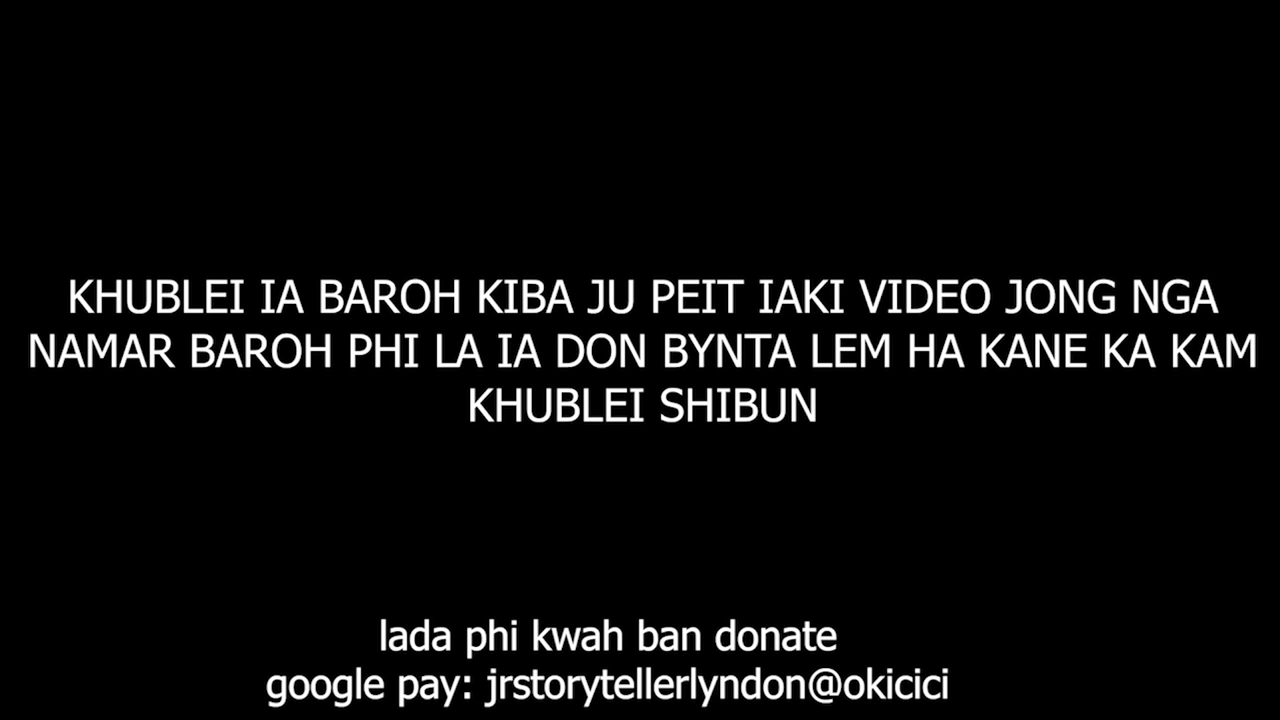 KHUBLEI IA BAROH KIBA JU PEIT IAKI VIDEO JONG NGA
NAMAR BAROH PHI LA IA DON BYNTA LEM HA KANE KA KAM
KHUBLEI SHIBUN
lada phi kwah ban donate
google pay: jrstorytellerlyndon@okicici